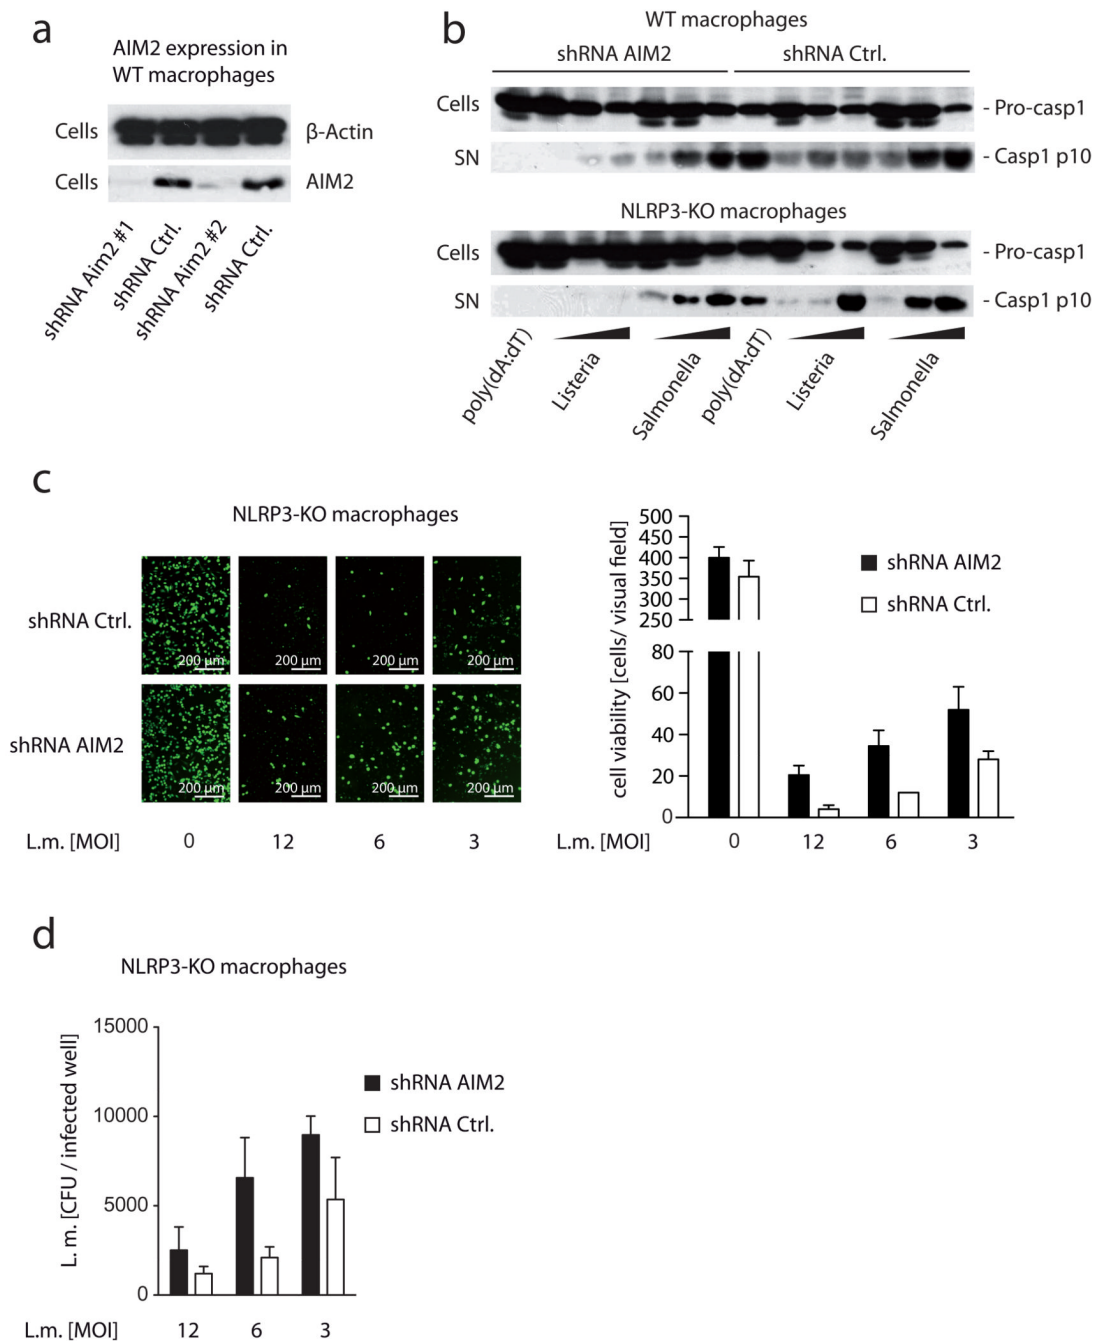 a
AIM2 expression in
WT macrophages
Cells
β-Actin
Cells
AIM2
shRNA Aim2 #1
shRNA Ctrl.
shRNA Aim2 #2
shRNA Ctrl.
b
WT macrophages
shRNA AIM2
shRNA Ctrl.
Cells
- Pro-casp1
SN
- Casp1 p10
NLRP3-KO macrophages
Cells
- Pro-casp1
SN
- Casp1 p10
poly(dA:dT)
Listeria
Salmonella
poly(dA:dT)
Listeria
Salmonella
c
NLRP3-KO macrophages
shRNA Ctrl.
200 µm
200 µm
200 µm
200 µm
shRNA AIM2
200 µm
200 µm
200 µm
200 µm
L.m. [MOI] 0 12 6 3
cell viability [cells/ visual field]
500
400
350
300
250
80
60
40
20
0
shRNA AIM2
shRNA Ctrl.
L.m. [MOI] 0 12 6 3
d
NLRP3-KO macrophages
L.m. [CFU / infected well]
15000
10000
5000
0
shRNA AIM2
shRNA Ctrl.
L.m. [MOI] 12 6 3